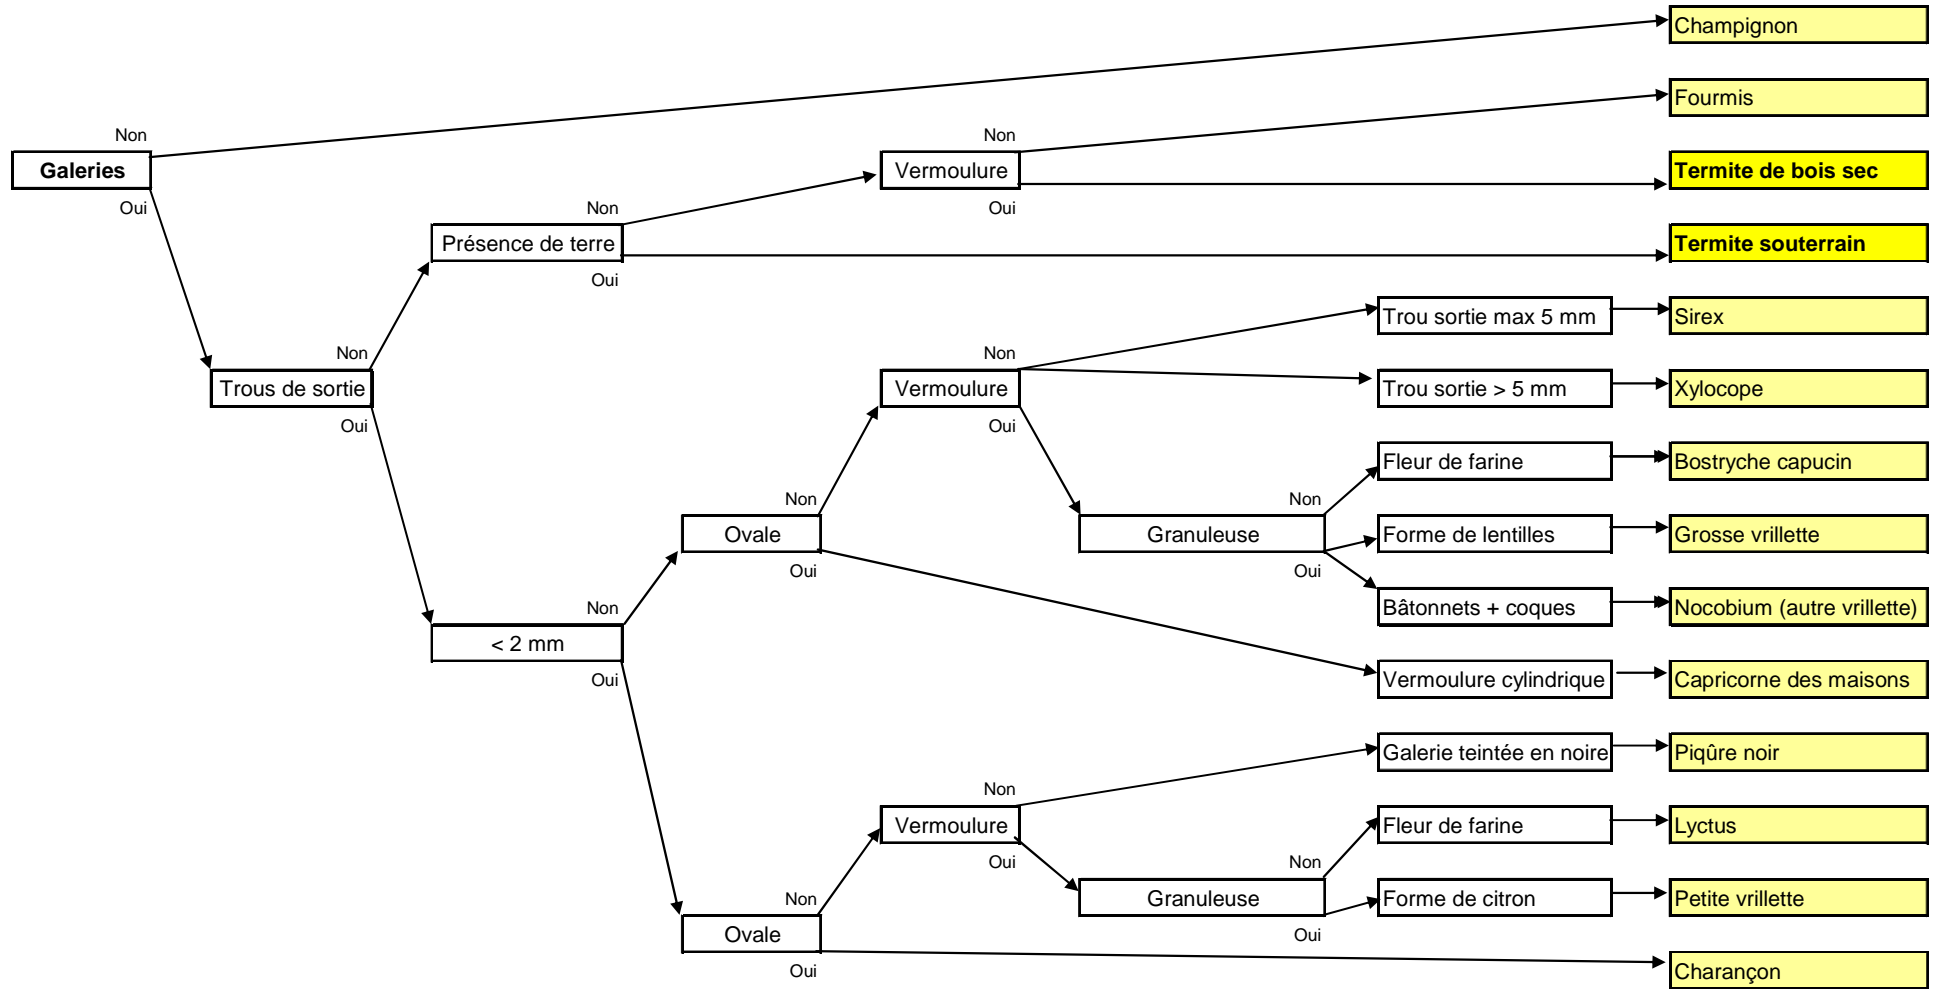 Champignon
Fourmis
Non
Non
Galeries
Vermoulure
Termite de bois sec
Oui
Non
Oui
Présence de terre
Termite souterrain
Oui
Trou sortie max 5 mm
Sirex
Non
Non
Trous de sortie
Vermoulure
Trou sortie > 5 mm
Xylocope
Oui
Oui
Fleur de farine
Bostryche capucin
Non
Non
Ovale
Granuleuse
Forme de lentilles
Grosse vrillette
Oui
Oui
Non
Bâtonnets + coques
Nocobium (autre vrillette)
< 2 mm
Oui
Vermoulure cylindrique
Capricorne des maisons
Galerie teintée en noire
Piqûre noir
Non
Vermoulure
Fleur de farine
Lyctus
Oui
Non
Non
Granuleuse
Forme de citron
Petite vrillette
Ovale
Oui
Oui
Charançon